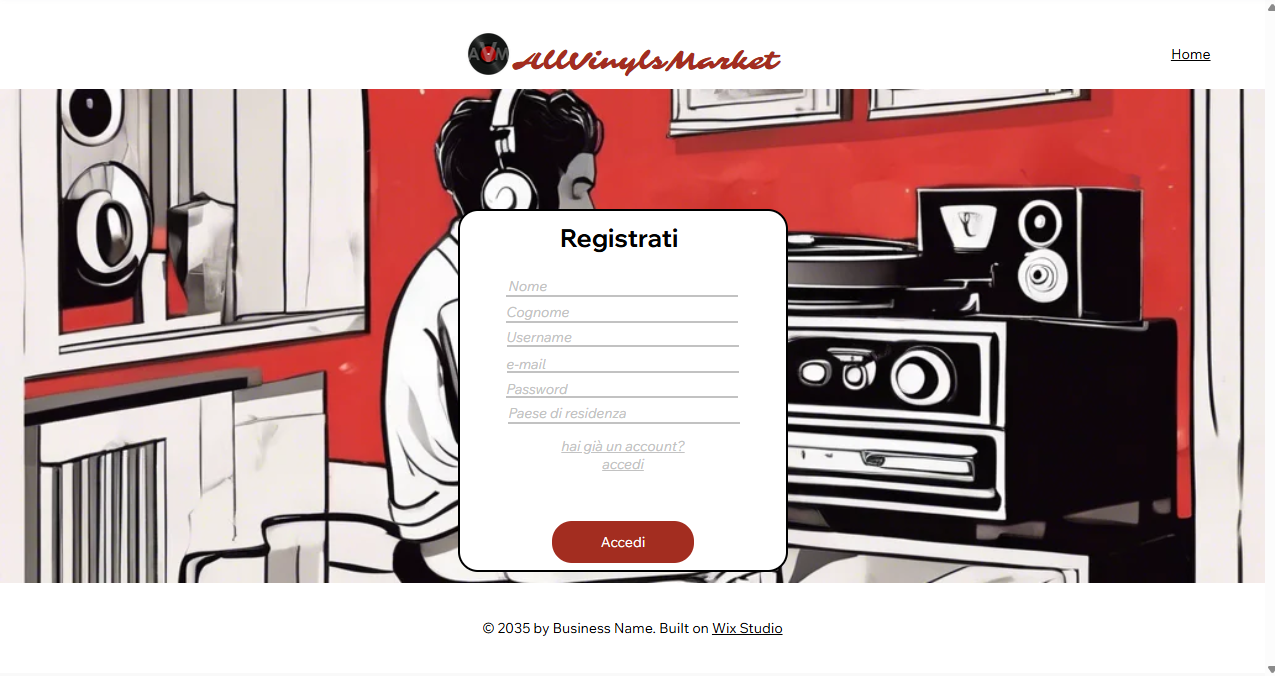 AVM AllVinylsMarket
Home
Registrati
Nome
Cognome
Username
e-mail
Password
Paese di residenza
hai già un account?
accedi
Accedi
© 2035 by Business Name. Built on Wix Studio